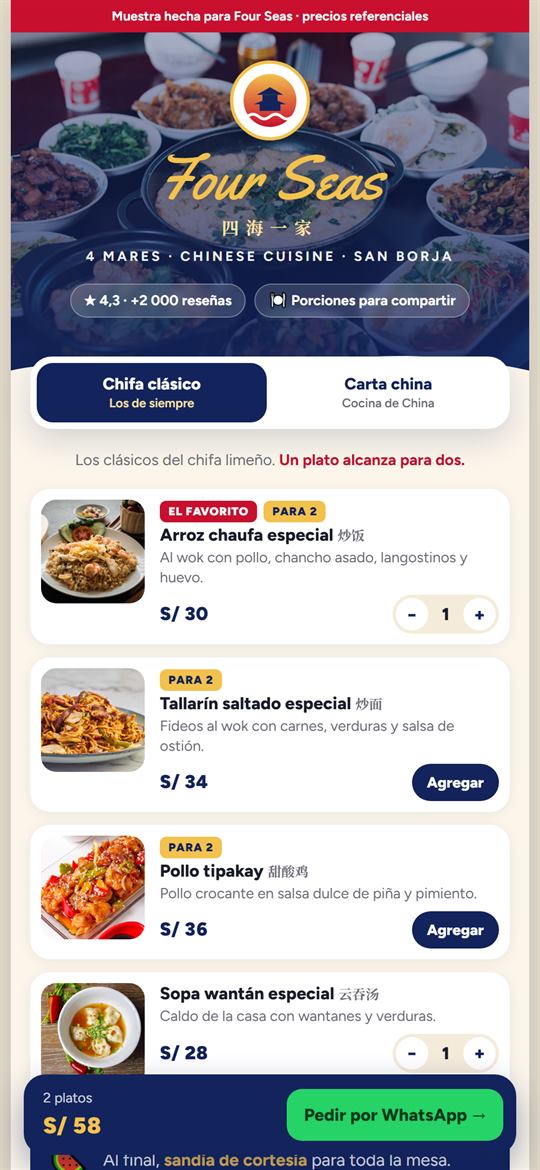 Muestra hecha para Four Seas · precios referenciales
Four Seas
四海一家
4 MARES · CHINESE CUISINE · SAN BORJA
★ 4,3 · +2 000 reseñas
🍽️ Porciones para compartir
Chifa clásico
Los de siempre
Carta china
Cocina de China
Los clásicos del chifa limeño. Un plato alcanza para dos.
EL FAVORITO PARA 2
Arroz chaufa especial 炒饭
Al wok con pollo, chancho asado, langostinos y
huevo.
S/ 30
− 1 +
PARA 2
Tallarín saltado especial 炒面
Fideos al wok con carnes, verduras y salsa de
ostión.
S/ 34
Agregar
PARA 2
Pollo tipakay 甜酸鸡
Pollo crocante en salsa dulce de piña y pimiento.
S/ 36
Agregar
Sopa wantán especial 云吞汤
Caldo de la casa con wantanes y verduras.
S/ 28
− 1 +
2 platos
S/ 58
Pedir por WhatsApp →
Al final, sandía de cortesía para toda la mesa.